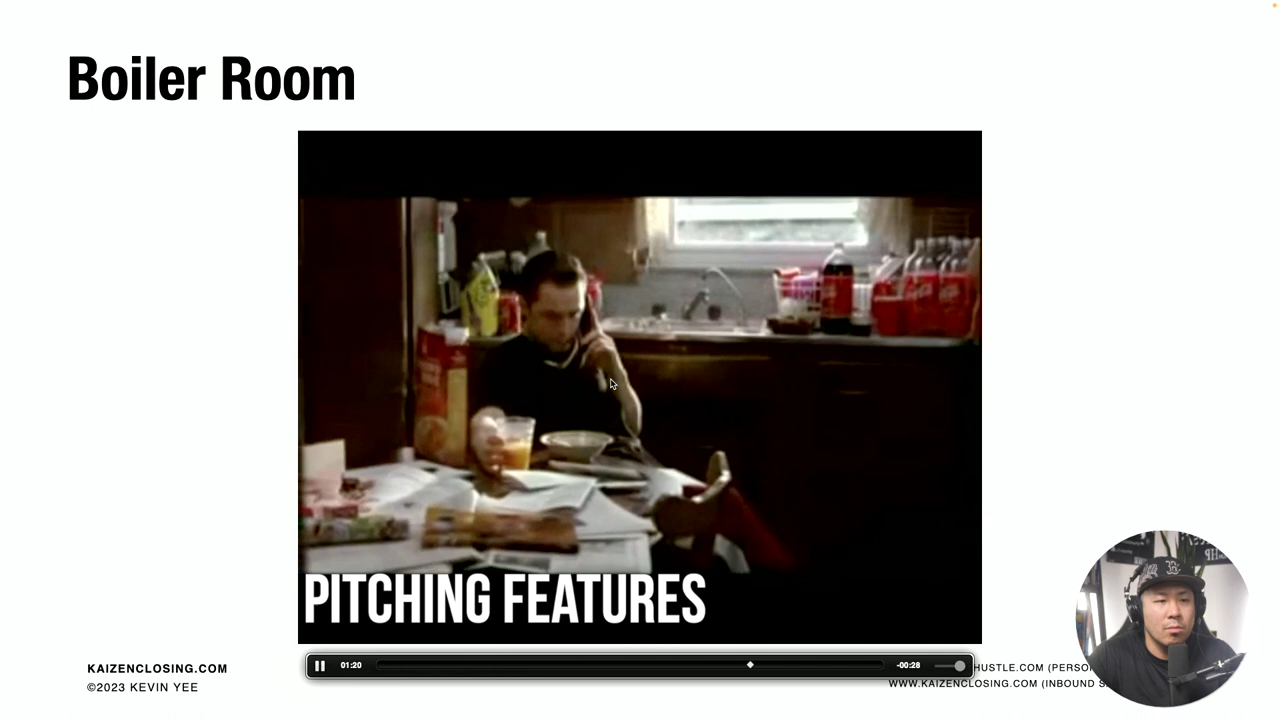 Boiler Room
PITCHING FEATURES
01:20
-00:28
KAIZENCLOSING.COM
©2023 KEVIN YEE
HUSTLE.COM (PERSON
WWW.KAIZENCLOSING.COM (INBOUND S